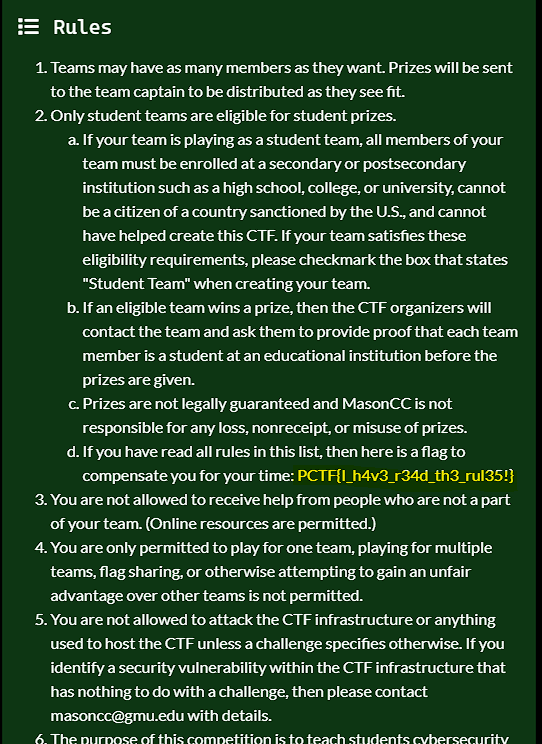 Rules
1. Teams may have as many members as they want. Prizes will be sent
to the team captain to be distributed as they see fit.
2. Only student teams are eligible for student prizes.
a. If your team is playing as a student team, all members of your
team must be enrolled at a secondary or postsecondary
institution such as a high school, college, or university, cannot
be a citizen of a country sanctioned by the U.S., and cannot
have helped create this CTF. If your team satisfies these
eligibility requirements, please checkmark the box that states
"Student Team" when creating your team.
b. If an eligible team wins a prize, then the CTF organizers will
contact the team and ask them to provide proof that each team
member is a student at an educational institution before the
prizes are given.
c. Prizes are not legally guaranteed and MasonCC is not
responsible for any loss, nonreceipt, or misuse of prizes.
d. If you have read all rules in this list, then here is a flag to
compensate you for your time: PCTF{I_h4v3_r34d_th3_rul35!}
3. You are not allowed to receive help from people who are not a part
of your team. (Online resources are permitted.)
4. You are only permitted to play for one team, playing for multiple
teams, flag sharing, or otherwise attempting to gain an unfair
advantage over other teams is not permitted.
5. You are not allowed to attack the CTF infrastructure or anything
used to host the CTF unless a challenge specifies otherwise. If you
identify a security vulnerability within the CTF infrastructure that
has nothing to do with a challenge, then please contact
masoncc@gmu.edu with details.
6. The purpose of this competition is to teach students cybersecurity